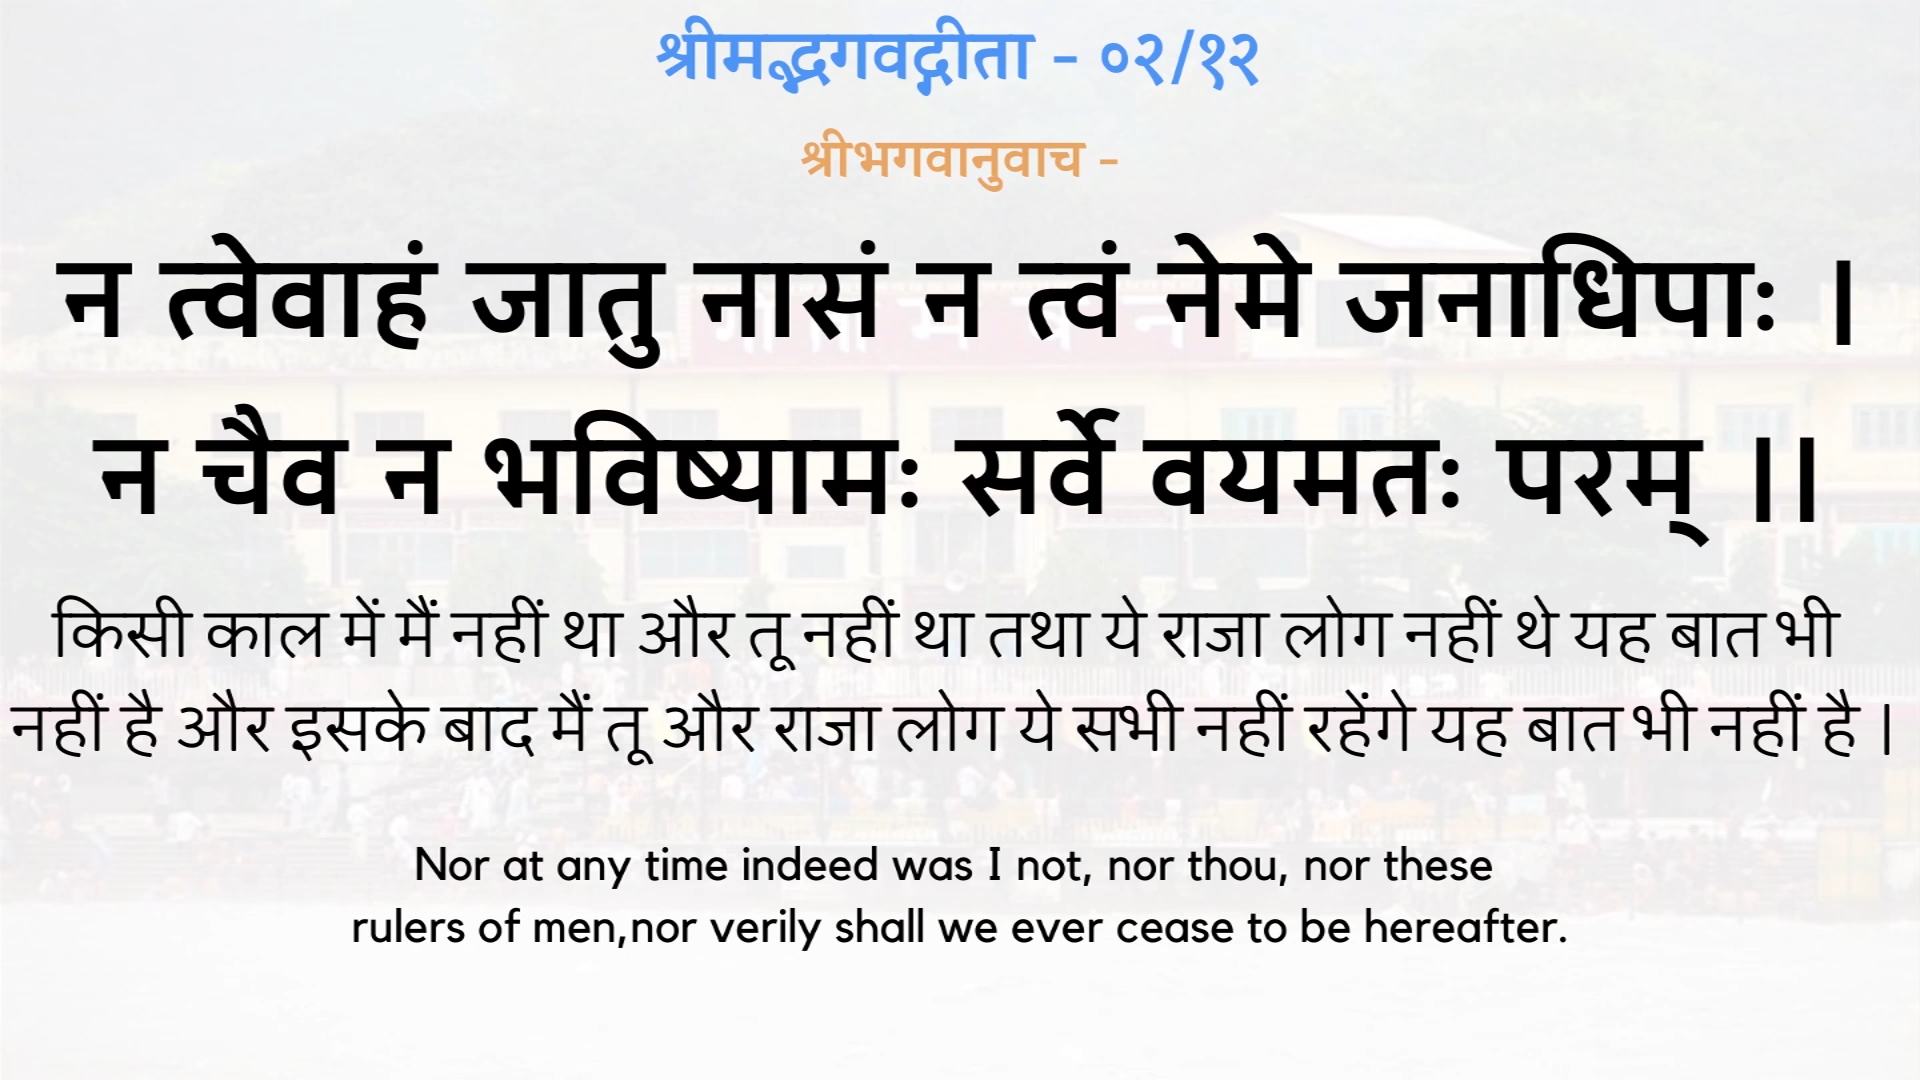 श्रीमद्भगवद्गीता - ०२/१२
श्रीभगवानुवाच -
न त्वेवाहं जातु नासं न त्वं नेमे जनाधिपाः ।
न चैव न भविष्यामः सर्वे वयमतः परम् ।।
किसी काल में मैं नहीं था और तू नहीं था तथा ये राजा लोग नहीं थे यह बात भी
नहीं है और इसके बाद मैं तू और राजा लोग ये सभी नहीं रहेंगे यह बात भी नहीं है ।
Nor at any time indeed was I not, nor thou, nor these
rulers of men,nor verily shall we ever cease to be hereafter.